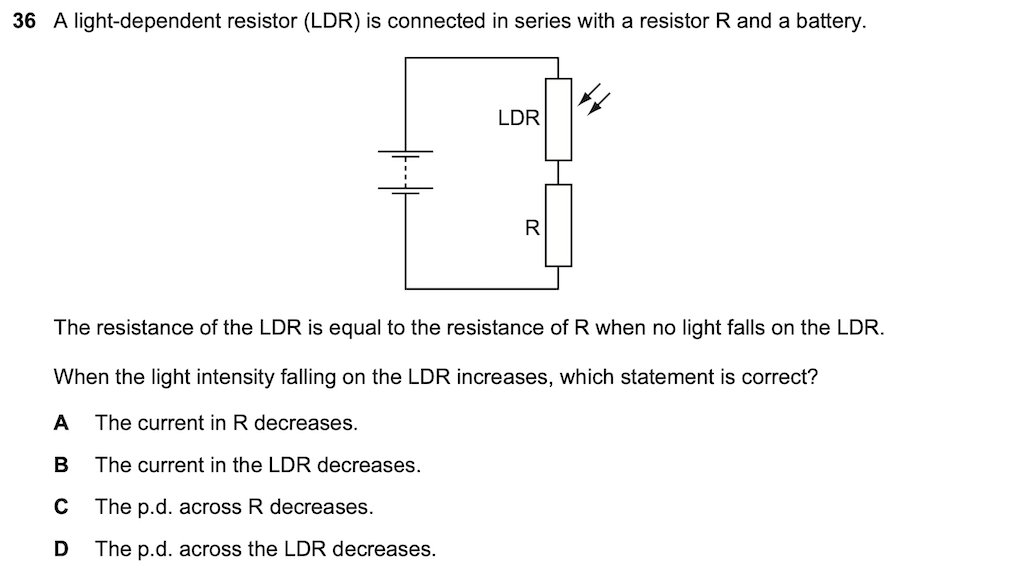 36 A light-dependent resistor (LDR) is connected in series with a resistor R and a battery.
LDR
R
The resistance of the LDR is equal to the resistance of R when no light falls on the LDR.
When the light intensity falling on the LDR increases, which statement is correct?
A The current in R decreases.
B The current in the LDR decreases.
C The p.d. across R decreases.
D The p.d. across the LDR decreases.